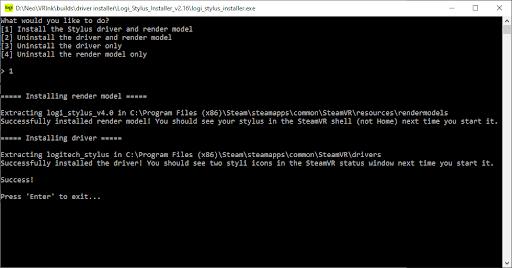 logi D:\Neo\VRInk\builds\driver installer\Logi_Stylus_Installer_v2.16\logi_stylus_installer.exe
What would you like to do?
[1] Install the Stylus driver and render model
[2] Uninstall the driver and render model
[3] Uninstall the driver only
[4] Uninstall the render model only
> 1
===== Installing render model =====
Extracting logi_stylus_v4.0 in C:\Program Files (x86)\Steam\steamapps\common\SteamVR\resources\rendermodels
Successfully installed render model! You should see your stylus in the SteamVR shell (not Home) next time you start it.
===== Installing driver =====
Extracting logitech_stylus in C:\Program Files (x86)\Steam\steamapps\common\SteamVR\drivers
Successfully installed the driver! You should see two styli icons in the SteamVR status window next time you start it.
Success!
Press 'Enter' to exit...